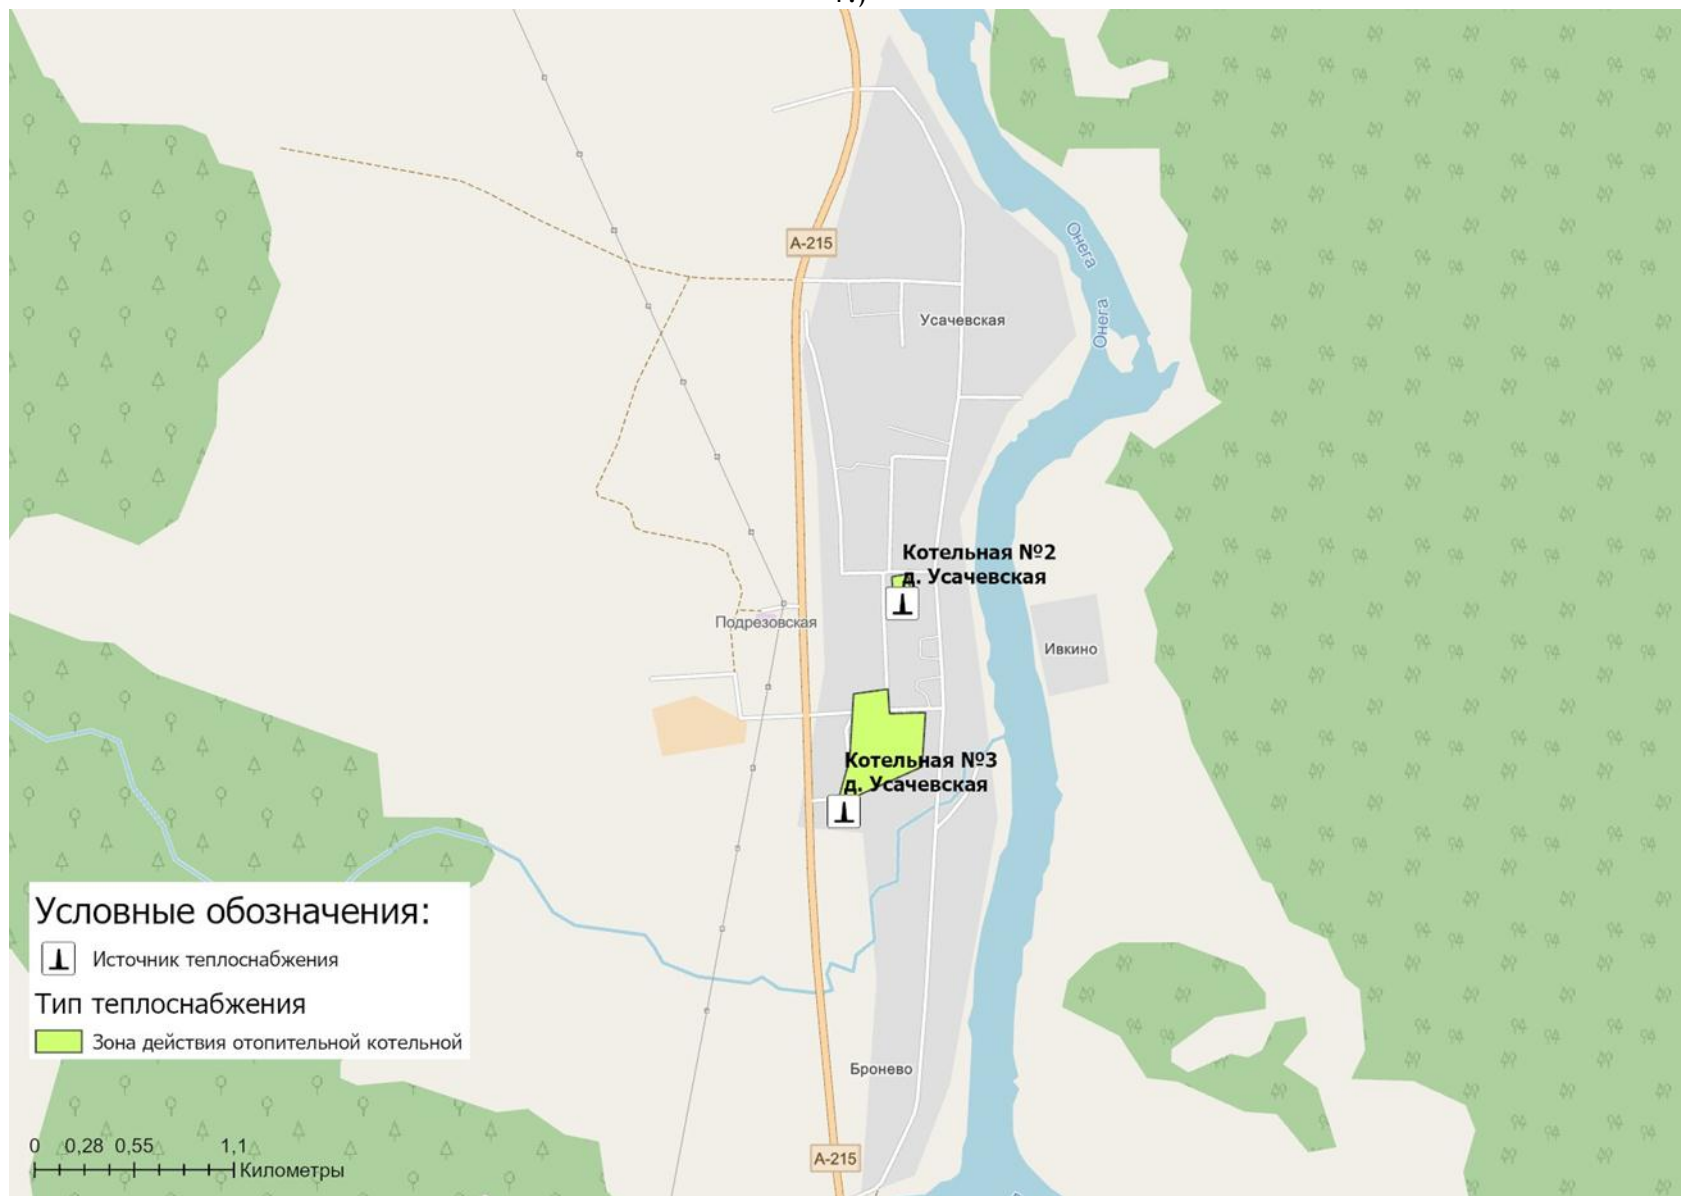 А-215
Онега
Онега
Усачевская
Котельная №2
д. Усачевская
Подрезовская
Ивкино
Котельная №3
д. Усачевская
Условные обозначения:
Источник теплоснабжения
Тип теплоснабжения
Зона действия отопительной котельной
Бронево
0 0,28 0,55 1,1
Километры
А-215